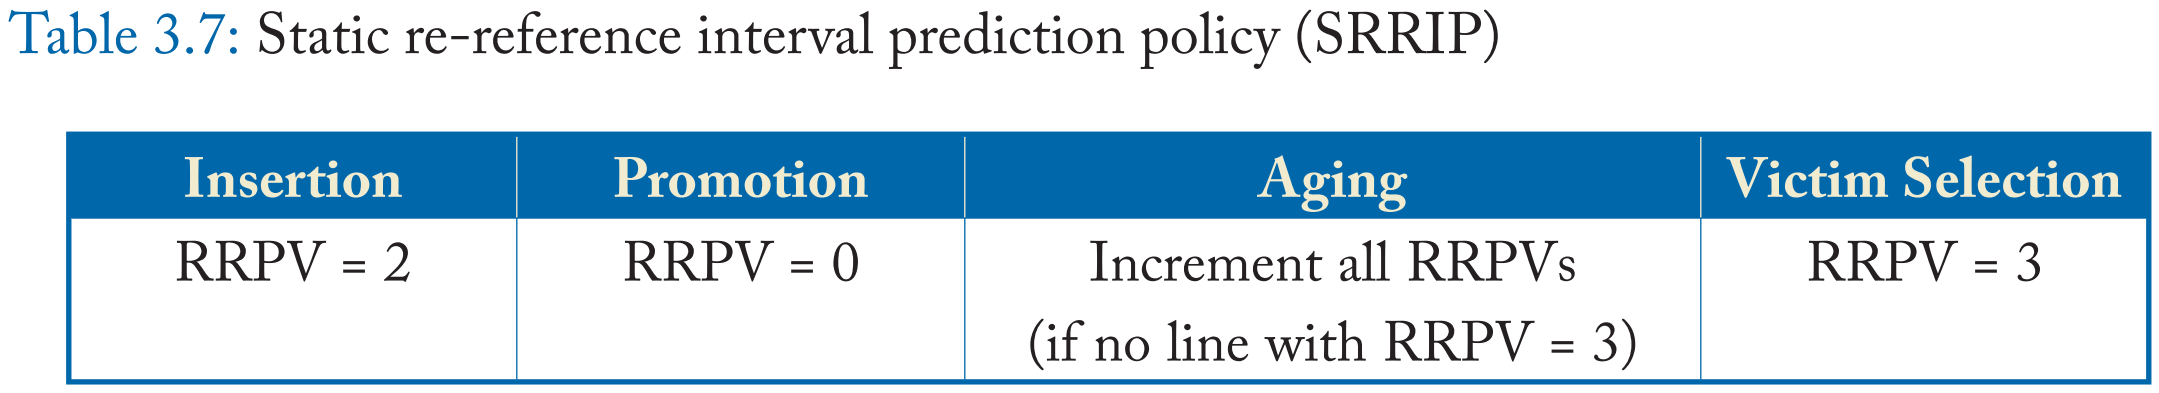 Table 3.7: Static re-reference interval prediction policy (SRRIP)
Insertion Promotion Aging Victim Selection
RRPV = 2 RRPV = 0 Increment all RRPVs RRPV = 3
(if no line with RRPV = 3)